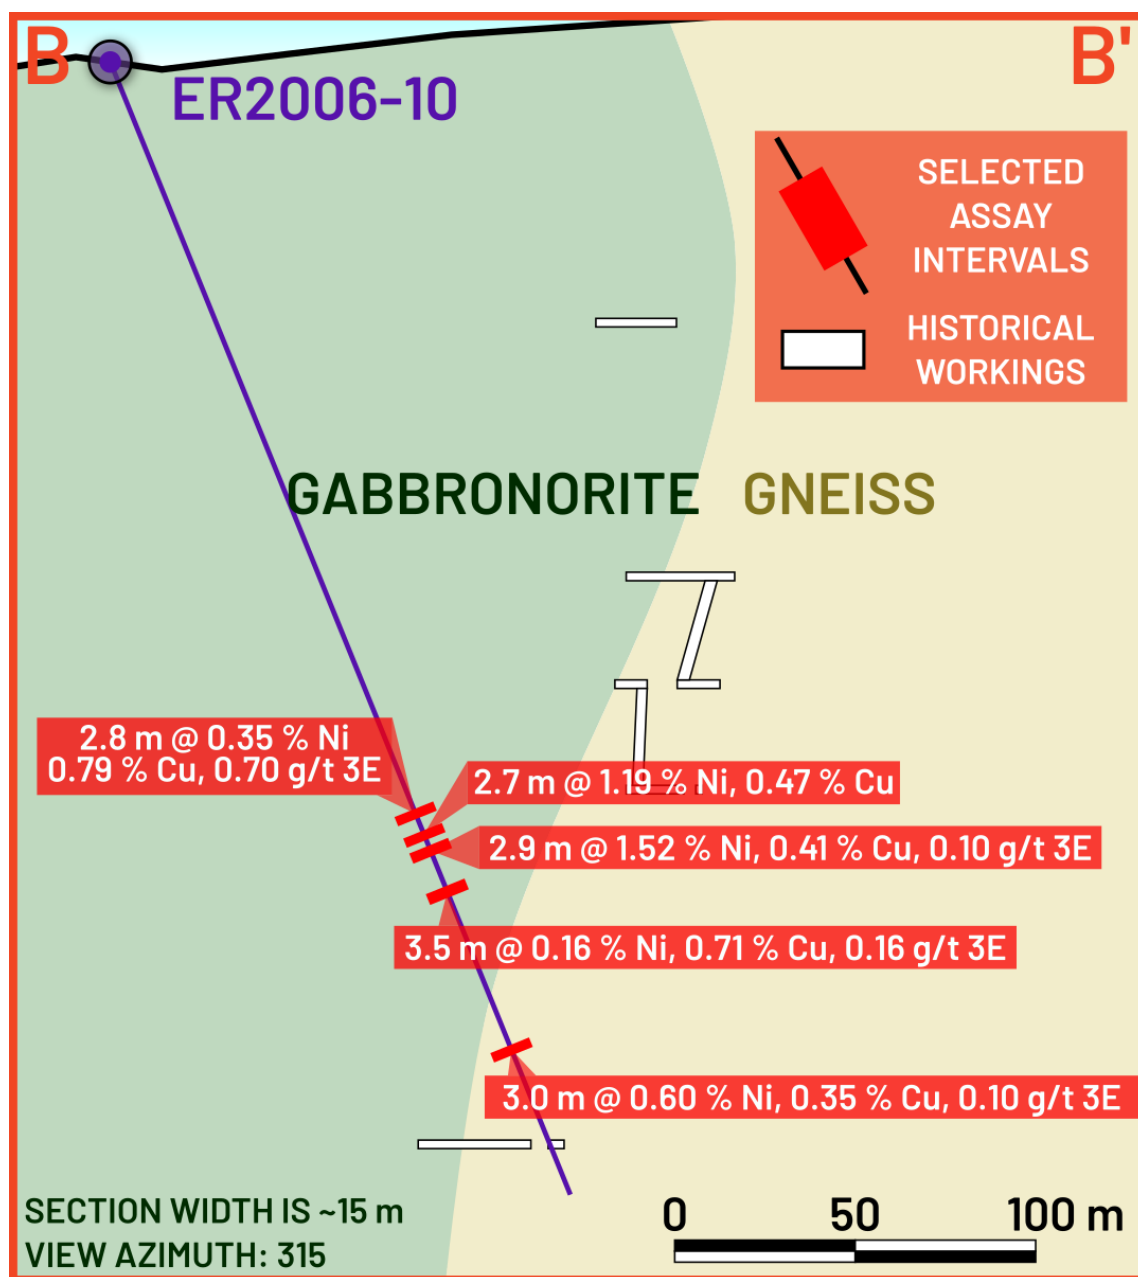 B
B'
ER2006-10
SELECTED
ASSAY
INTERVALS
HISTORICAL
WORKINGS
GABBRONORITE
GNEISS
2.8 m @ 0.35 % Ni
0.79 % Cu, 0.70 g/t 3E
2.7 m @ 1.19 % Ni, 0.47 % Cu
2.9 m @ 1.52 % Ni, 0.41 % Cu, 0.10 g/t 3E
3.5 m @ 0.16 % Ni, 0.71 % Cu, 0.16 g/t 3E
3.0 m @ 0.60 % Ni, 0.35 % Cu, 0.10 g/t 3E
SECTION WIDTH IS ~15 m
VIEW AZIMUTH: 315
0 50 100 m